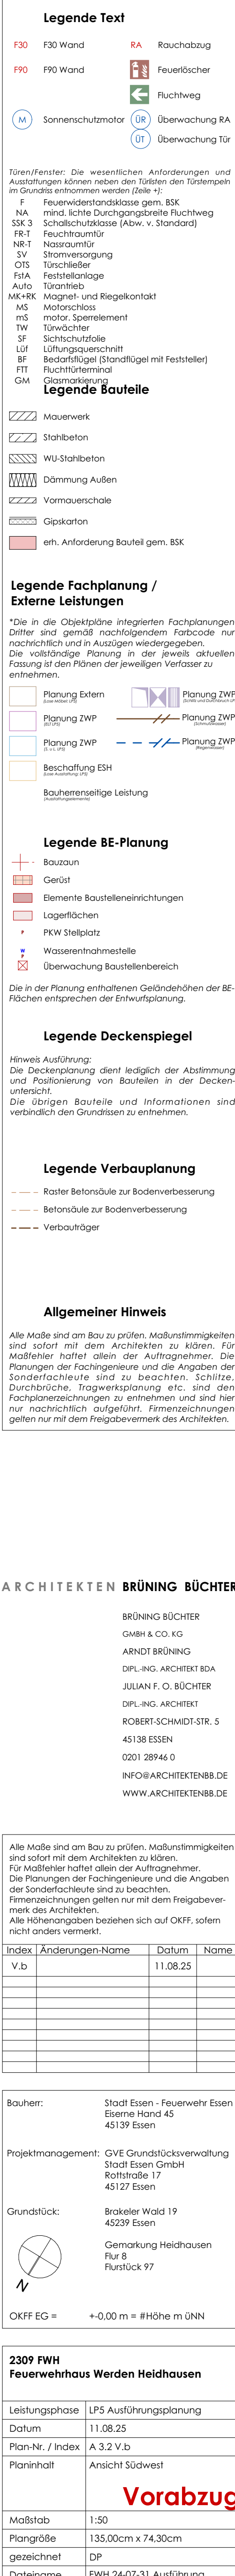 Legende Text
F30 F30 Wand RA Rauchabzug
F90 F90 Wand Feuerlöscher
Fluchtweg
M Sonnenschutzmotor ÜR Überwachung RA
ÜT Überwachung Tür
Türen/Fenster: Die wesentlichen Anforderungen und
Ausstattungen können neben den Türlisten den Türstempeln
im Grundriss entnommen werden (Zeile +):
F Feuerwiderstandsklasse gem. BSK
NA mind. lichte Durchgangsbreite Fluchtweg
SSK 3 Schallschutzklasse (Abw. v. Standard)
FR-T Feuchtraumtür
NR-T Nassraumtür
SV Stromversorgung
OTS Türschließer
FstA Feststellanlage
Auto Türantrieb
MK+RK Magnet- und Riegelkontakt
MS Motorschloss
mS motor. Sperrelement
TW Türwächter
SF Sichtschutzfolie
Lüf Lüftungsquerschnitt
BF Bedarfsflügel (Standflügel mit Feststeller)
FTT Fluchttürterminal
GM Glasmarkierung
Legende Bauteile
Mauerwerk
Stahlbeton
WU-Stahlbeton
Dämmung Außen
Vormauerschale
Gipskarton
erh. Anforderung Bauteil gem. BSK
Legende Fachplanung /
Externe Leistungen
*Die in die Objektpläne integrierten Fachplanungen
Dritter sind gemäß nachfolgendem Farbcode nur
nachrichtlich und in Auszügen wiedergegeben.
Die vollständige Planung in der jeweils aktuellen
Fassung ist den Plänen der jeweiligen Verfasser zu
entnehmen.
Planung Extern Planung ZWP
(Lose Möbel LP5)
Planung ZWP Planung ZWP
(ELT LP5) (Schmutzwasser)
Planung ZWP Planung ZWP
(Regenwasser)
Beschaffung ESH
(Lose Ausstattung LP5)
Bauherrenseitige Leistung
(Ausstattungselemente)
Legende BE-Planung
Bauzaun
Gerüst
Elemente Baustelleneinrichtungen
Lagerflächen
P PKW Stellplatz
W Wasserentnahmestelle
P
Überwachung Baustellenbereich
Die in der Planung enthaltenen Geländehöhen der BE-
Flächen entsprechen der Entwurfsplanung.
Legende Deckenspiegel
Hinweis Ausführung:
Die Deckenplanung dient lediglich der Abstimmung
und Positionierung von Bauteilen in der Decken-
untersicht.
Die übrigen Bauteile und Informationen sind
verbindlich den Grundrissen zu entnehmen.
Legende Verbauplanung
Raster Betonsäule zur Bodenverbesserung
Betonsäule zur Bodenverbesserung
Verbauträger
Allgemeiner Hinweis
Alle Maße sind am Bau zu prüfen. Maßunstimmigkeiten
sind sofort mit dem Architekten zu klären. Für
Maßfehler haftet allein der Auftragnehmer. Die
Planungen der Fachingenieure und die Angaben der
Sonderfachleute sind zu beachten. Schlitze,
Durchbrüche, Tragwerksplanung etc. sind den
Fachplanerzeichnungen zu entnehmen und sind hier
nur nachrichtlich aufgeführt. Firmenzeichnungen
gelten nur mit dem Freigabevermerk des Architekten.
ARCHITEKTEN BRÜNING BÜCHTER
BRÜNING BÜCHTER
GMBH & CO. KG
ARNDT BRÜNING
DIPL.-ING. ARCHITEKT BDA
JULIAN F. O. BÜCHTER
DIPL.-ING. ARCHITEKT
ROBERT-SCHMIDT-STR. 5
45138 ESSEN
0201 28946 0
INFO@ARCHITEKTENBB.DE
WWW.ARCHITEKTENBB.DE
Alle Maße sind am Bau zu prüfen. Maßunstimmigkeiten
sind sofort mit dem Architekten zu klären.
Für Maßfehler haftet allein der Auftragnehmer.
Die Planungen der Fachingenieure und die Angaben
der Sonderfachleute sind zu beachten.
Firmenzeichnungen gelten nur mit dem Freigabever-
merk des Architekten.
Alle Höhenangaben beziehen sich auf OKFF, sofern
nicht anders vermerkt.
Index Änderungen-Name Datum Name
V.b 11.08.25
Bauherr: Stadt Essen - Feuerwehr Essen
Eiserne Hand 45
45139 Essen
Projektmanagement: GVE Grundstücksverwaltung
Stadt Essen GmbH
Rottstraße 17
45127 Essen
Grundstück: Brakeler Wald 19
45239 Essen
Gemarkung Heidhausen
Flur 8
Flurstück 97
N
OKFF EG = +-0,00 m = #Höhe m üNN
2309 FWH
Feuerwehrhaus Werden Heidhausen
Leistungsphase LP5 Ausführungsplanung
Datum 11.08.25
Plan-Nr. / Index A 3.2 V.b
Planinhalt Ansicht Südwest
Vorabzug
Maßstab 1:50
Plangröße 135,00cm x 74,30cm
gezeichnet DP
Dateiname FWH 24-07-31 Ausführung